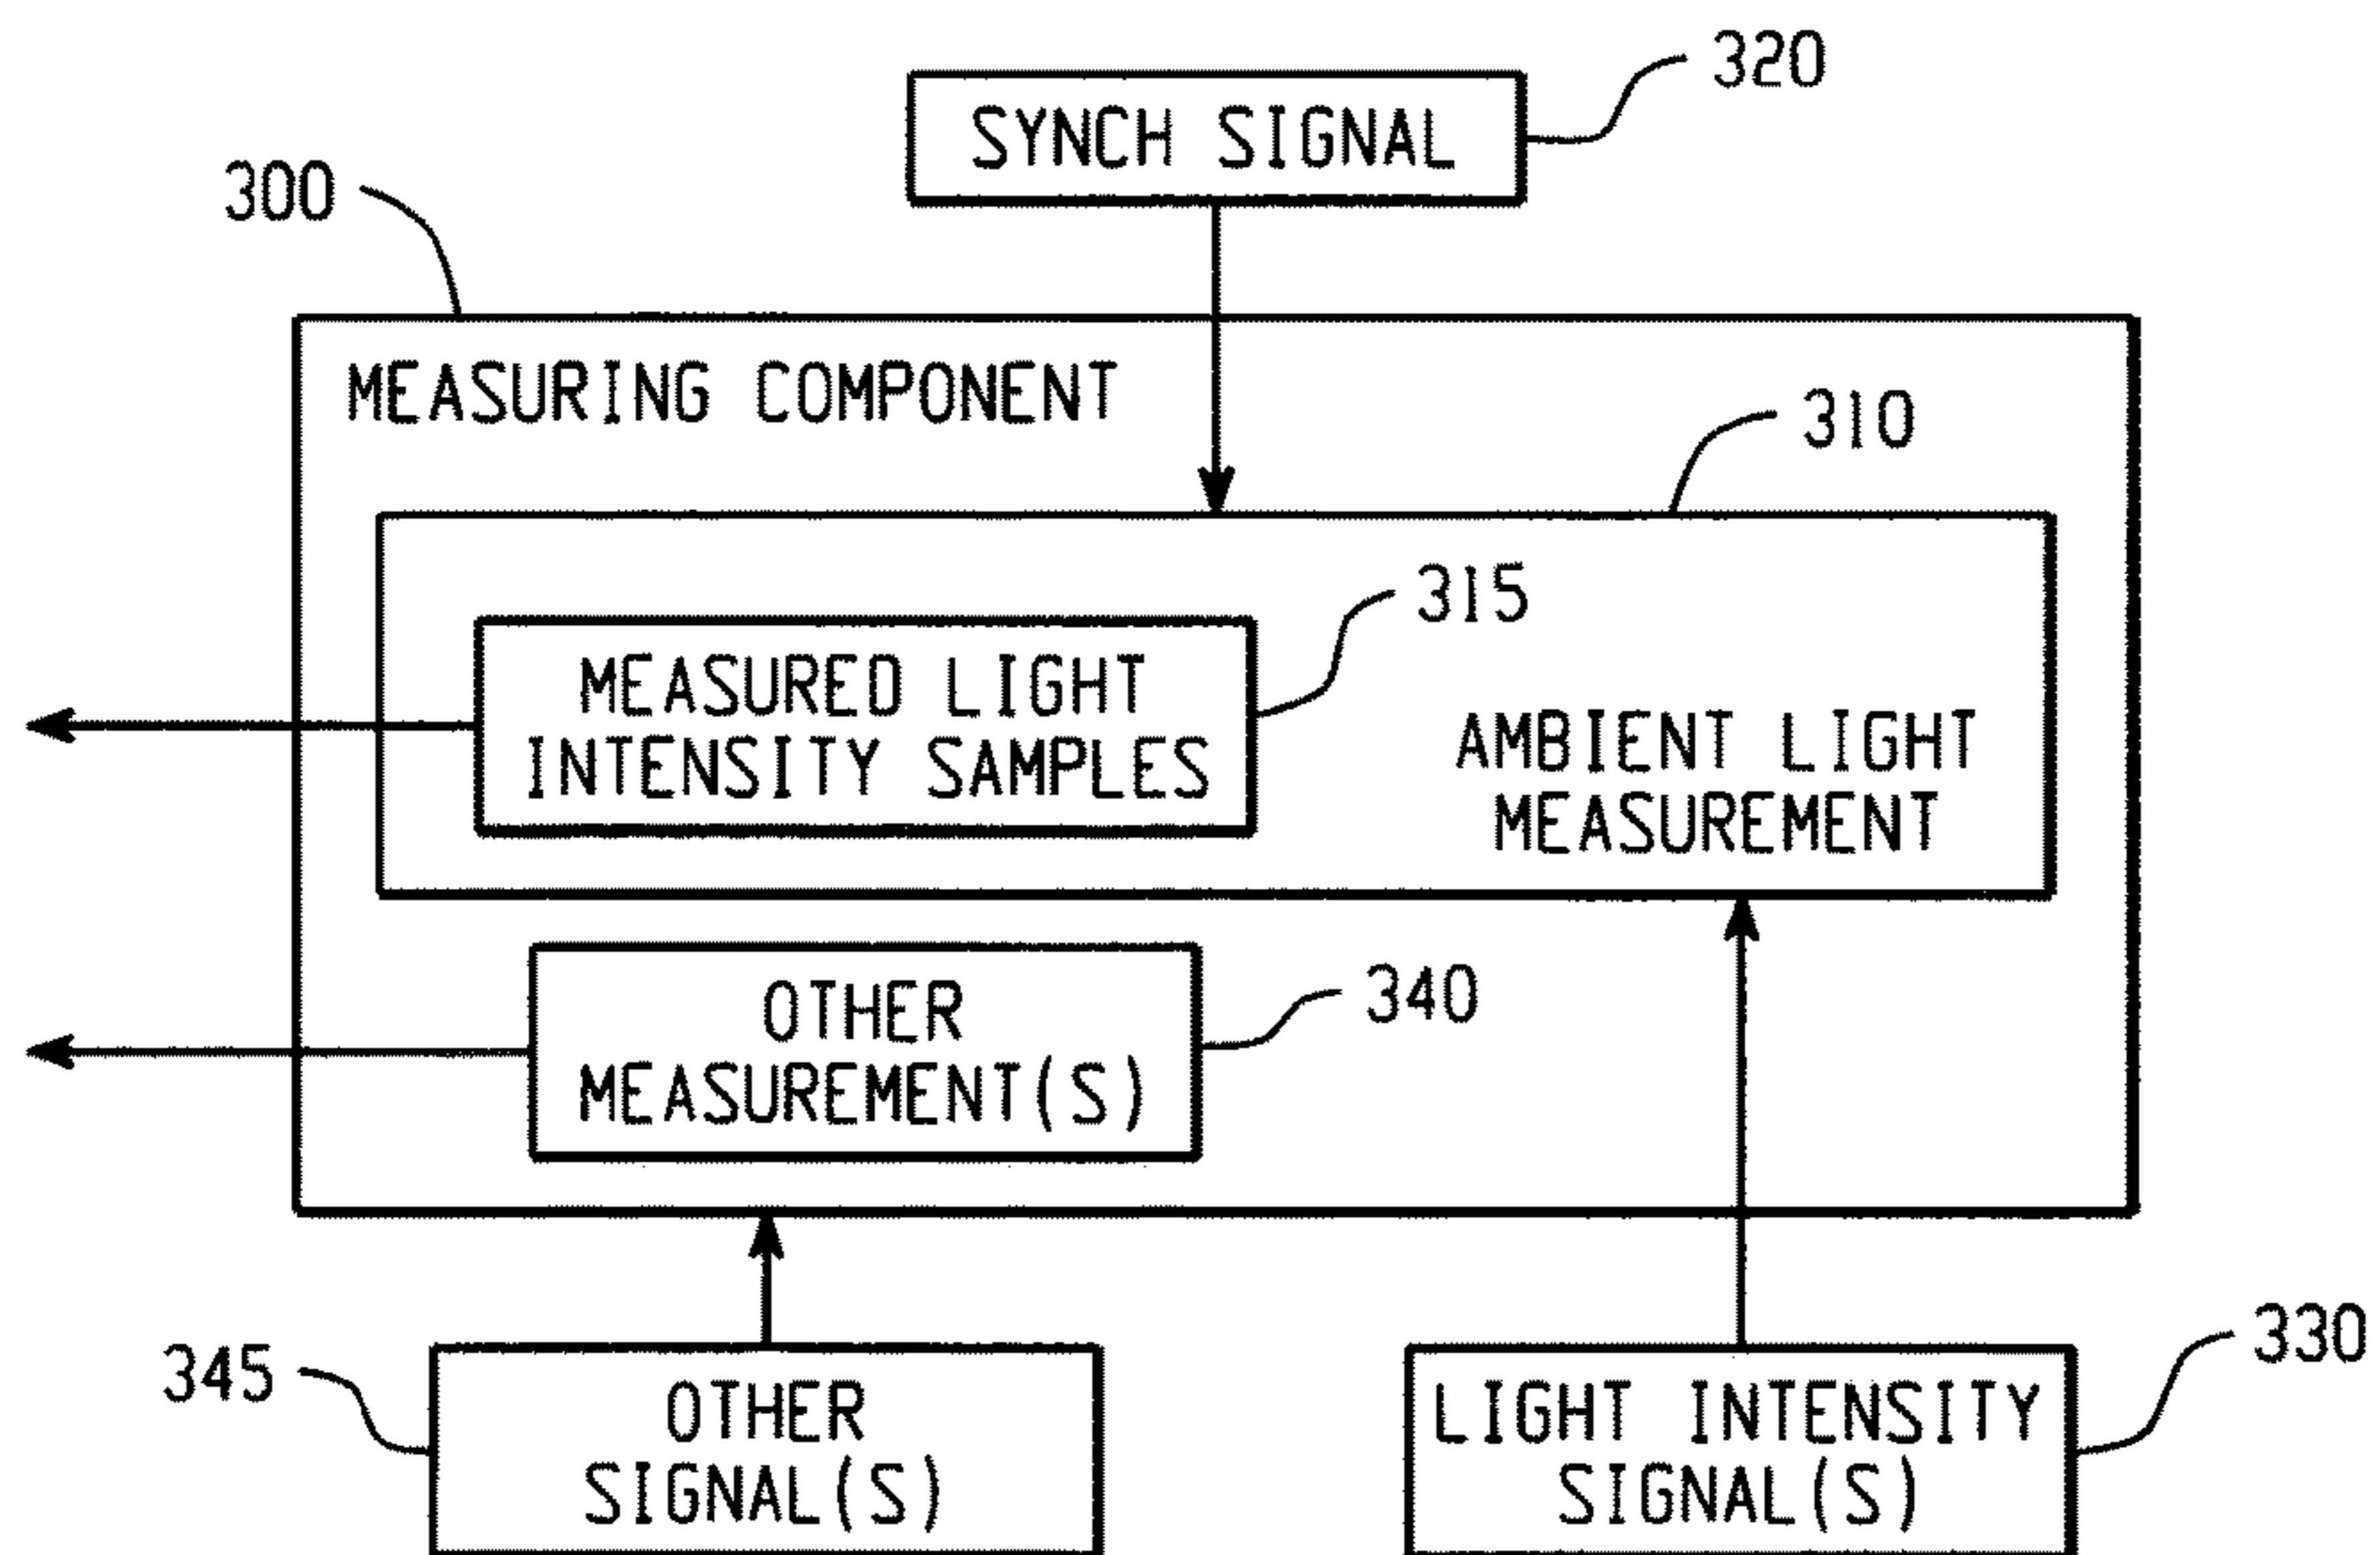 320
SYNCH SIGNAL
300
MEASURING COMPONENT
310
315
MEASURED LIGHT
INTENSITY SAMPLES
AMBIENT LIGHT
MEASUREMENT
340
OTHER
MEASUREMENT(S)
345
OTHER
SIGNAL(S)
330
LIGHT INTENSITY
SIGNAL(S)